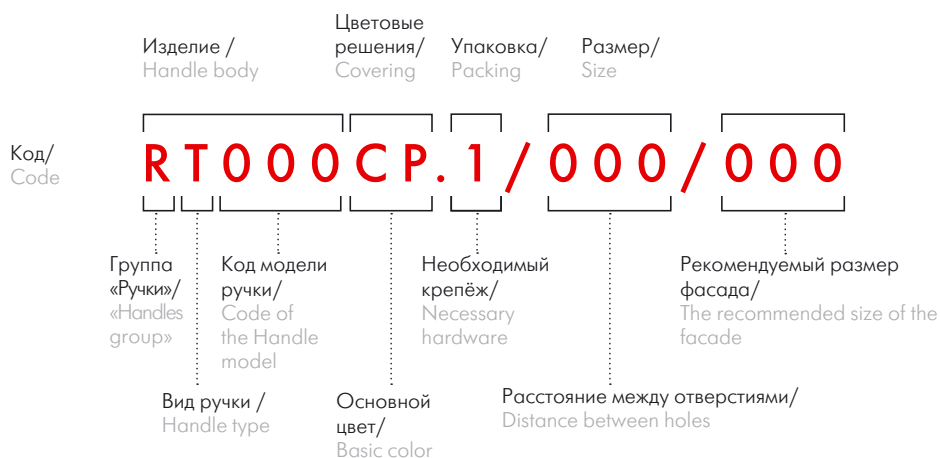 Изделие /
Handle body
Цветовые
решения/
Covering
Упаковка/
Packing
Размер/
Size
Код/
Code
RT000CP.1/000/000
Группа
«Ручки»/
«Handles
group»
Код модели
ручки/
Code of
the Handle
model
Необходимый
крепёж/
Necessary
hardware
Рекомендуемый размер
фасада/
The recommended size of the
facade
Вид ручки /
Handle type
Основной
цвет/
Basic color
Расстояние между отверстиями/
Distance between holes